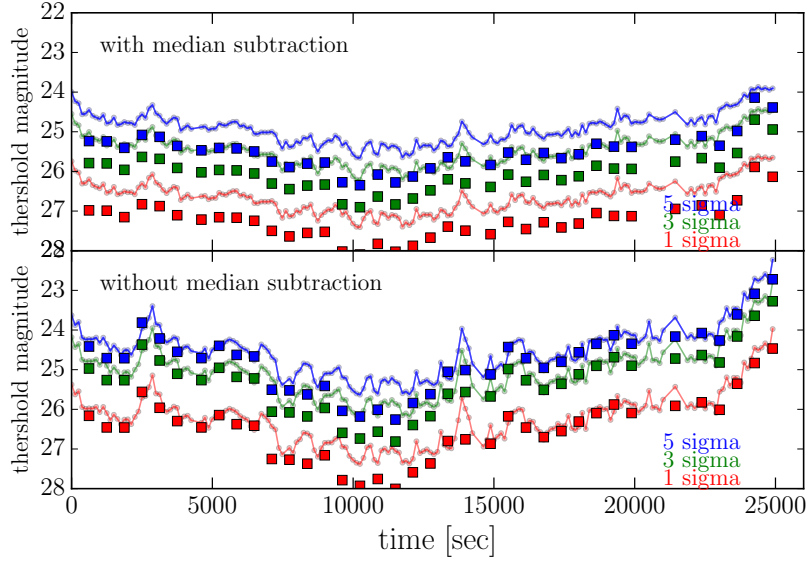 22
23
24
25
26
27
28
thershold magnitude
with median subtraction
5 sigma
3 sigma
1 sigma
23
24
25
26
27
28
thershold magnitude
without median subtraction
5 sigma
3 sigma
1 sigma
0 5000 10000 15000 20000 25000
time [sec]